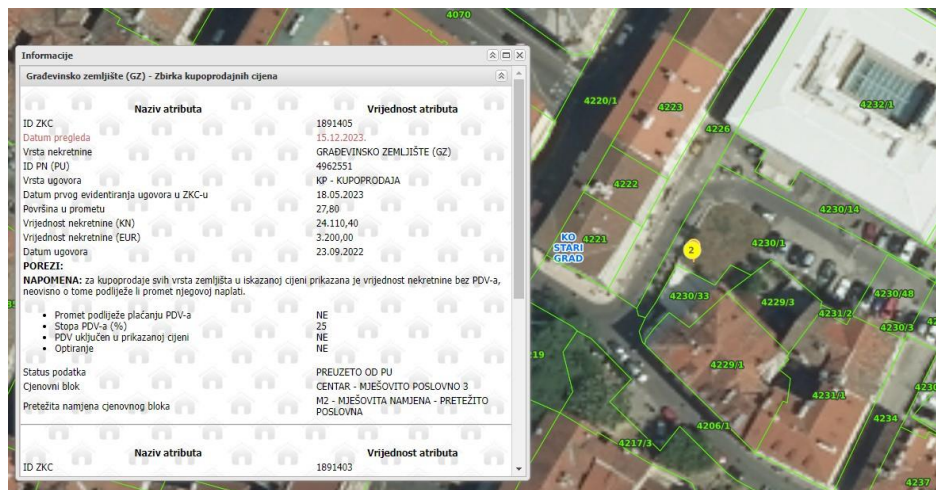 Informacije
Građevinsko zemljište (GZ) - Zbirka kupoprodajnih cijena
Naziv atributa Vrijednost atributa
ID ZKC 1891405
Datum pregleda 15.12.2023.
Vrsta nekretnine GRAĐEVINSKO ZEMLJIŠTE (GZ)
ID PN (PU) 4962551
Vrsta ugovora KP - KUPOPRODAJA
Datum prvog evidentiranja ugovora u ZKC-u 18.05.2023
Površina u prometu 27,80
Vrijednost nekretnine (KN) 24.110,40
Vrijednost nekretnine (EUR) 3.200,00
Datum ugovora 23.09.2022
POREZI:
NAPOMENA: za kupoprodaje svih vrsta zemljišta u iskazanoj cijeni prikazana je vrijednost nekretnine bez PDV-a,
neovisno o tome podliježe li promet njegovoj naplati.
• Promet podliježe plaćanju PDV-a NE
• Stopa PDV-a (%) 25
• PDV uključen u prikazanoj cijeni NE
• Optiranje NE
Status podatka PREUZETO OD PU
Cjenovni blok CENTAR - MJEŠOVITO POSLOVNO 3
Pretežita namjena cjenovnog bloka M2 - MJEŠOVITA NAMJENA - PRETEŽITO
POSLOVNA
Naziv atributa Vrijednost atributa
ID ZKC 1891403
4070
4220/1
4223
4232/1
4226
4222
4230/14
KO
STARI
GRAD
4221
2
4230/1
4230/33
4229/3
4230/48
4231/2
4230/3
19
4229/1
4231/1
4230
4206/1
4234
4217/3
4237